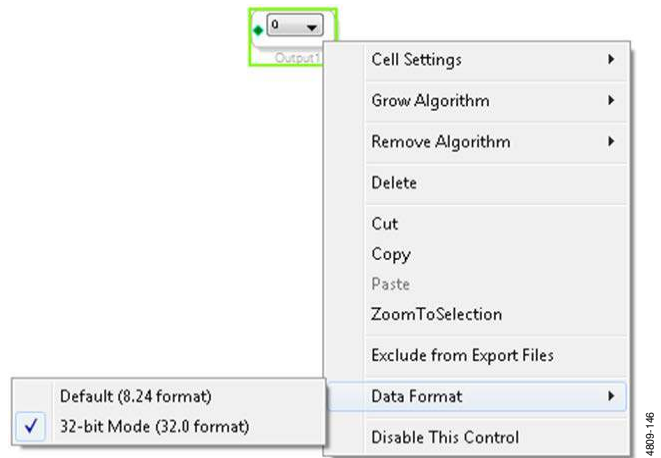 0
Output1
Cell Settings
Grow Algorithm
Remove Algorithm
Delete
Cut
Copy
Paste
ZoomToSelection
Exclude from Export Files
Data Format
Disable This Control
Default (8.24 format)
32-bit Mode (32.0 format)
4809-146